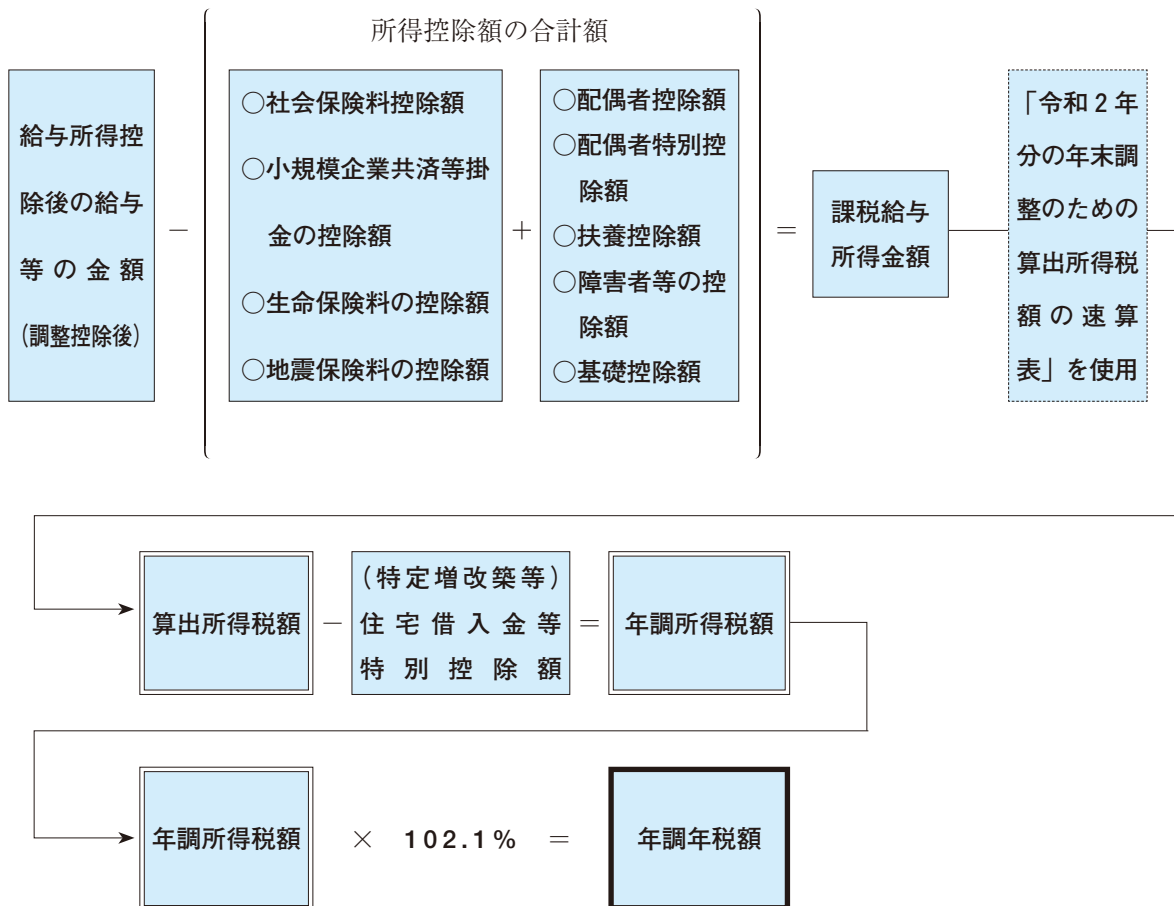 所得控除額の合計額
給与所得控
除後の給与
等の金額
(調整控除後)
−
○社会保険料控除額
○小規模企業共済等掛
金の控除額
○生命保険料の控除額
○地震保険料の控除額
+
○配偶者控除額
○配偶者特別控
除額
○扶養控除額
○障害者等の控
除額
○基礎控除額
=
課税給与
所得金額
「令和2年
分の年末調
整のための
算出所得税
額の速算
表」を使用
算出所得税額
−
(特定増改築等)
住宅借入金等
特別控除額
=
年調所得税額
年調所得税額
× 102.1% =
年調年税額